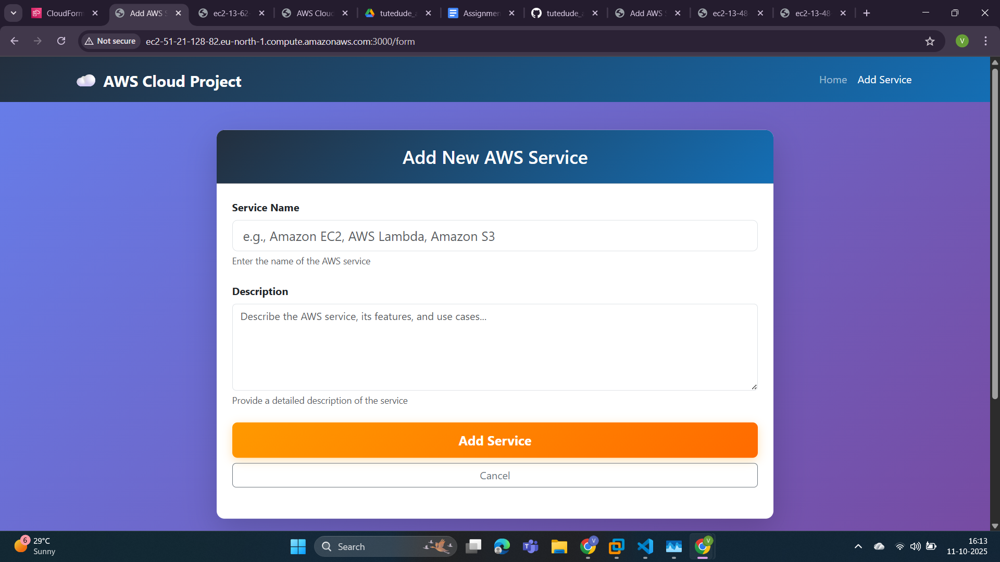 CloudForm
Add AWS S
ec2-13-62-
AWS Cloud
tutedude_a
Assignmen
tutedude_a
Add AWS S
ec2-13-48
ec2-13-48-
Not secure
ec2-51-21-128-82.eu-north-1.compute.amazonaws.com:3000/form
V
AWS Cloud Project
Home
Add Service
Add New AWS Service
Service Name
e.g., Amazon EC2, AWS Lambda, Amazon S3
Enter the name of the AWS service
Description
Describe the AWS service, its features, and use cases...
Provide a detailed description of the service
Add Service
Cancel
6
29°C
Sunny
Search
T
V
V
16:13
11-10-2025